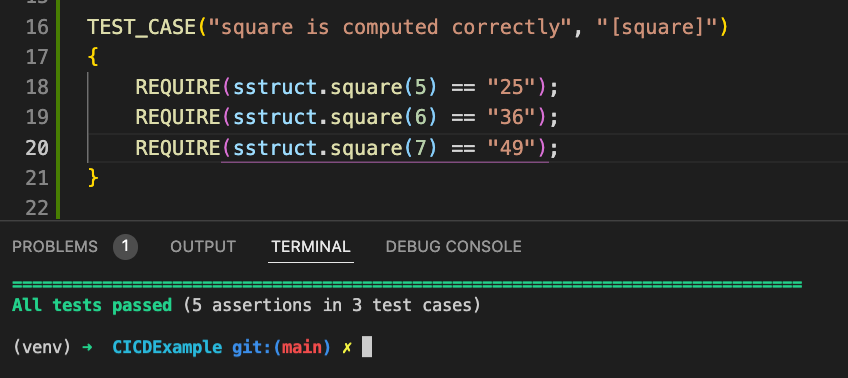 16 TEST_CASE("square is computed correctly", "[square]")
17 {
18 REQUIRE(sstruct.square(5) == "25");
19 REQUIRE(sstruct.square(6) == "36");
20 REQUIRE(sstruct.square(7) == "49");
21 }
22
PROBLEMS 1 OUTPUT TERMINAL DEBUG CONSOLE
===============================================================================
All tests passed (5 assertions in 3 test cases)
(venv) → CICDExample git:(main) ✗